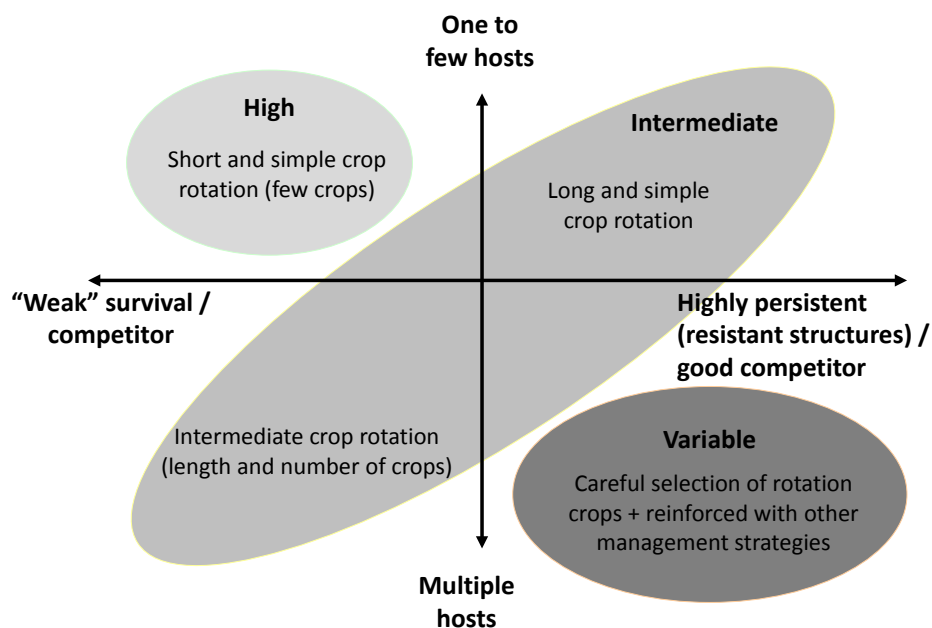 One to
few hosts
High
Short and simple crop
rotation (few crops)
Intermediate
Long and simple
crop rotation
“Weak” survival /
competitor
Highly persistent
(resistant structures) /
good competitor
Intermediate crop rotation
(length and number of crops)
Variable
Careful selection of rotation
crops + reinforced with other
management strategies
Multiple
hosts